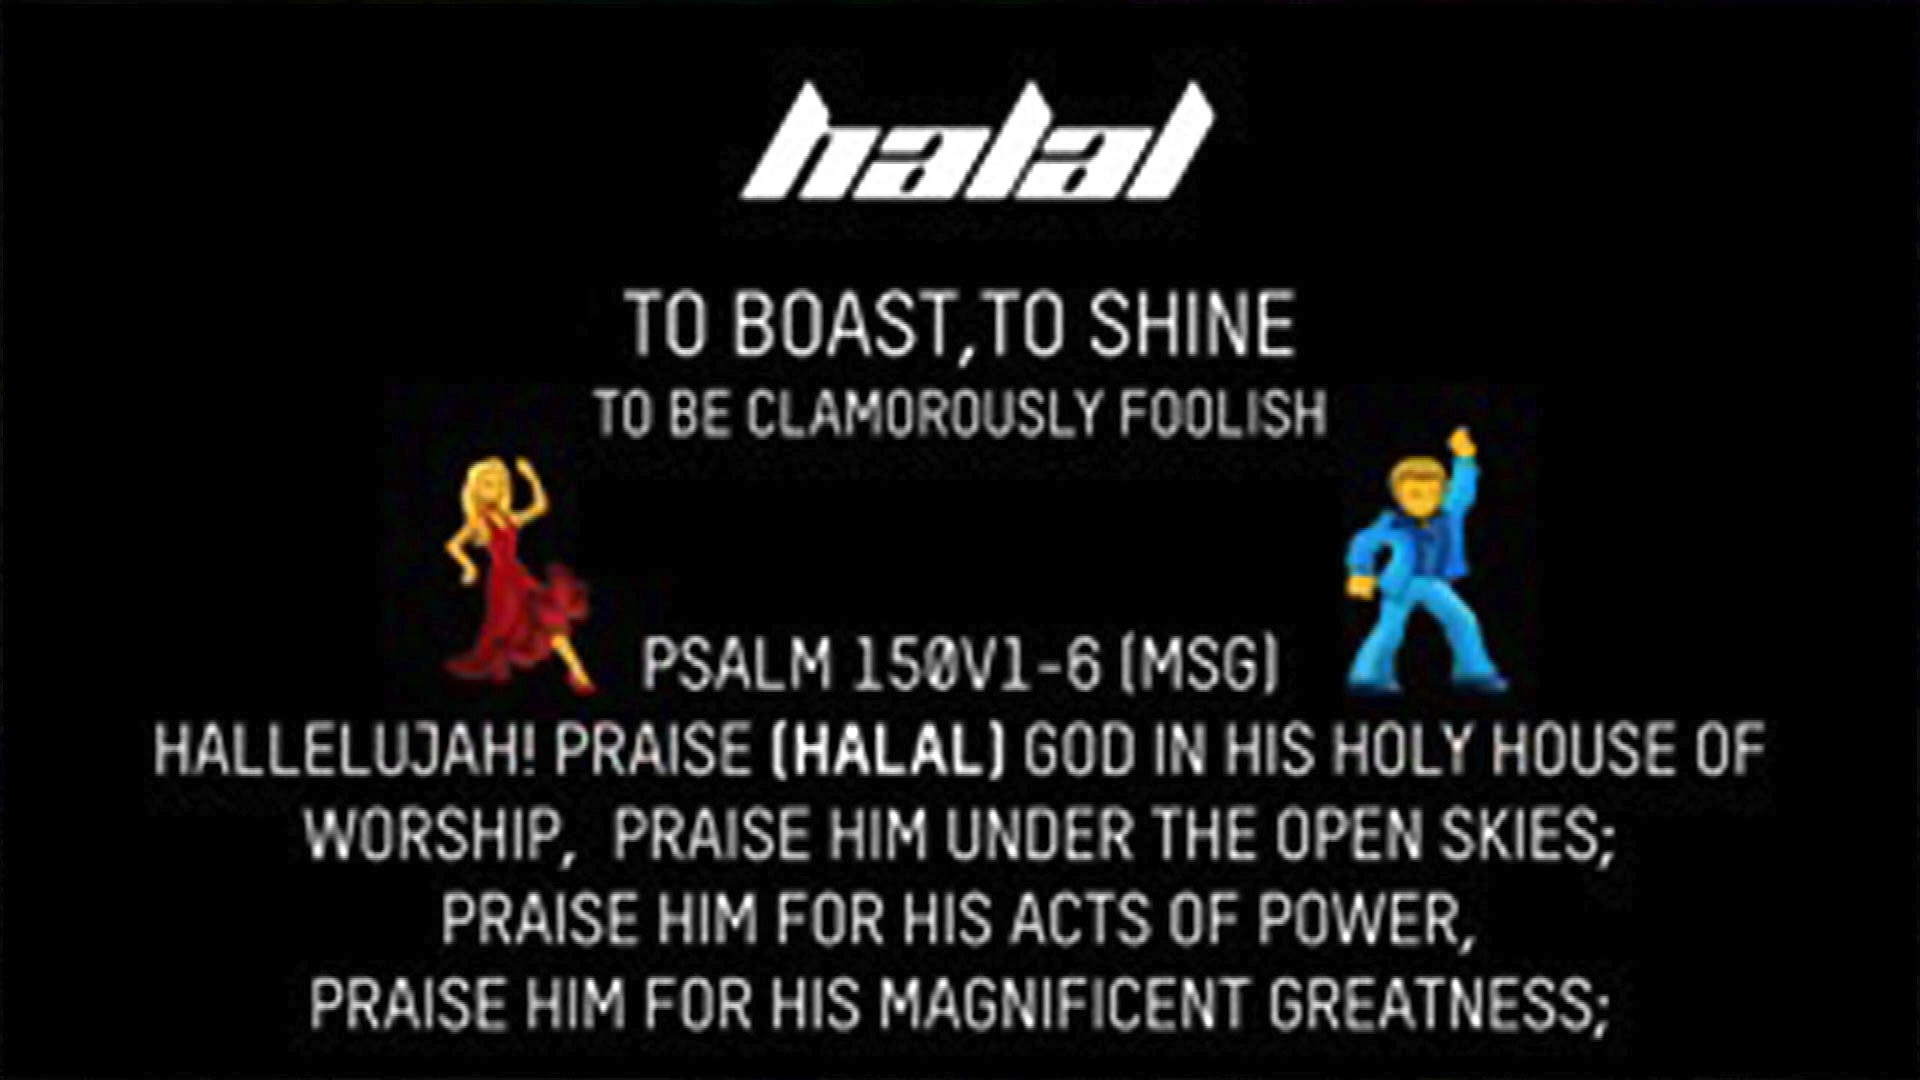 halal
TO BOAST,TO SHINE
TO BE CLAMOROUSLY FOOLISH
PSALM 150V1-6 (MSG)
HALLELUJAH! PRAISE (HALAL) GOD IN HIS HOLY HOUSE OF
WORSHIP, PRAISE HIM UNDER THE OPEN SKIES;
PRAISE HIM FOR HIS ACTS OF POWER,
PRAISE HIM FOR HIS MAGNIFICENT GREATNESS;